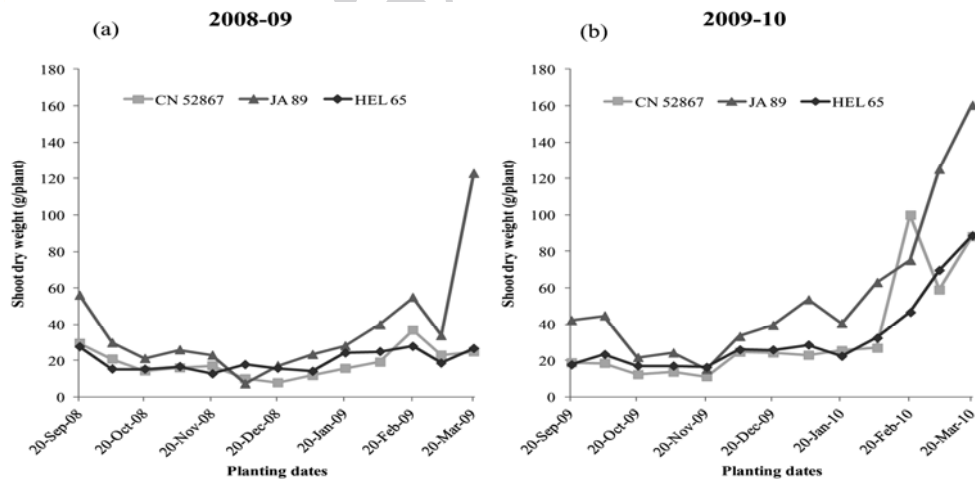 2008-09
(a)
CN 52867 JA 89 HEL 65
Shoot dry weight (g/plant)
180
160
140
120
100
80
60
40
20
0
20-Sep-08
20-Oct-08
20-Nov-08
20-Dec-08
20-Jan-09
20-Feb-09
20-Mar-09
Planting dates
2009-10
(b)
CN 52867 JA 89 HEL 65
Shoot dry weight (g/plant)
180
160
140
120
100
80
60
40
20
0
20-Sep-09
20-Oct-09
20-Nov-09
20-Dec-09
20-Jan-10
20-Feb-10
20-Mar-10
Planting dates